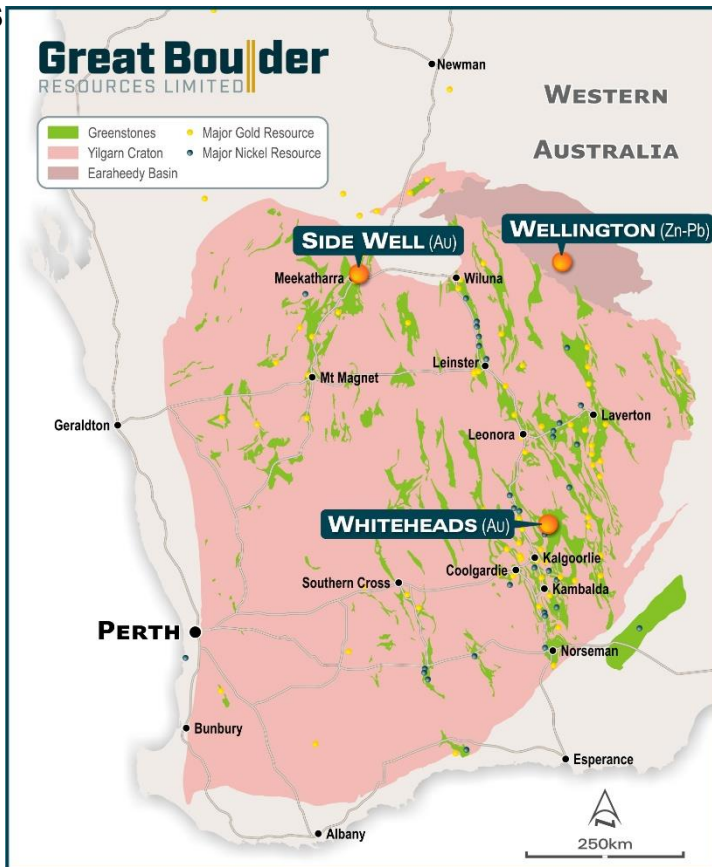 S
Great Boulder
RESOURCES LIMITED
Greenstones
Yilgarn Craton
Earaheedy Basin
Major Gold Resource
Major Nickel Resource
Newman
WESTERN
AUSTRALIA
SIDE WELL (Au)
WELLINGTON (Zn-Pb)
Meekatharra
Wiluna
Leinster
Mt Magnet
Geraldton
Laverton
Leonora
WHITEHEADS (Au)
Kalgoorlie
Coolgardie
Southern Cross
Kambalda
PERTH
Norseman
Bunbury
Esperance
Albany
N
250km